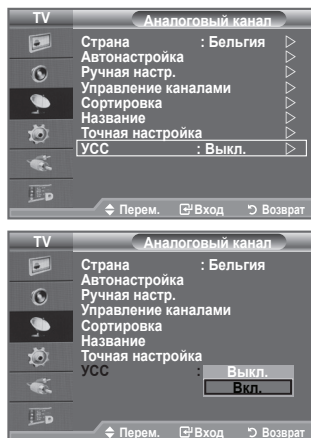 TV Аналоговый канал
Страна : Бельгия
Автонастройка
Ручная настр.
Управление каналами
Сортировка
Название
Точная настройка
УСС : Выкл.
Перем. Вход Возврат
TV Аналоговый канал
Страна : Бельгия
Автонастройка
Ручная настр.
Управление каналами
Сортировка
Название
Точная настройка
УСС : Выкл.
Вкл.
Перем. Вход Возврат